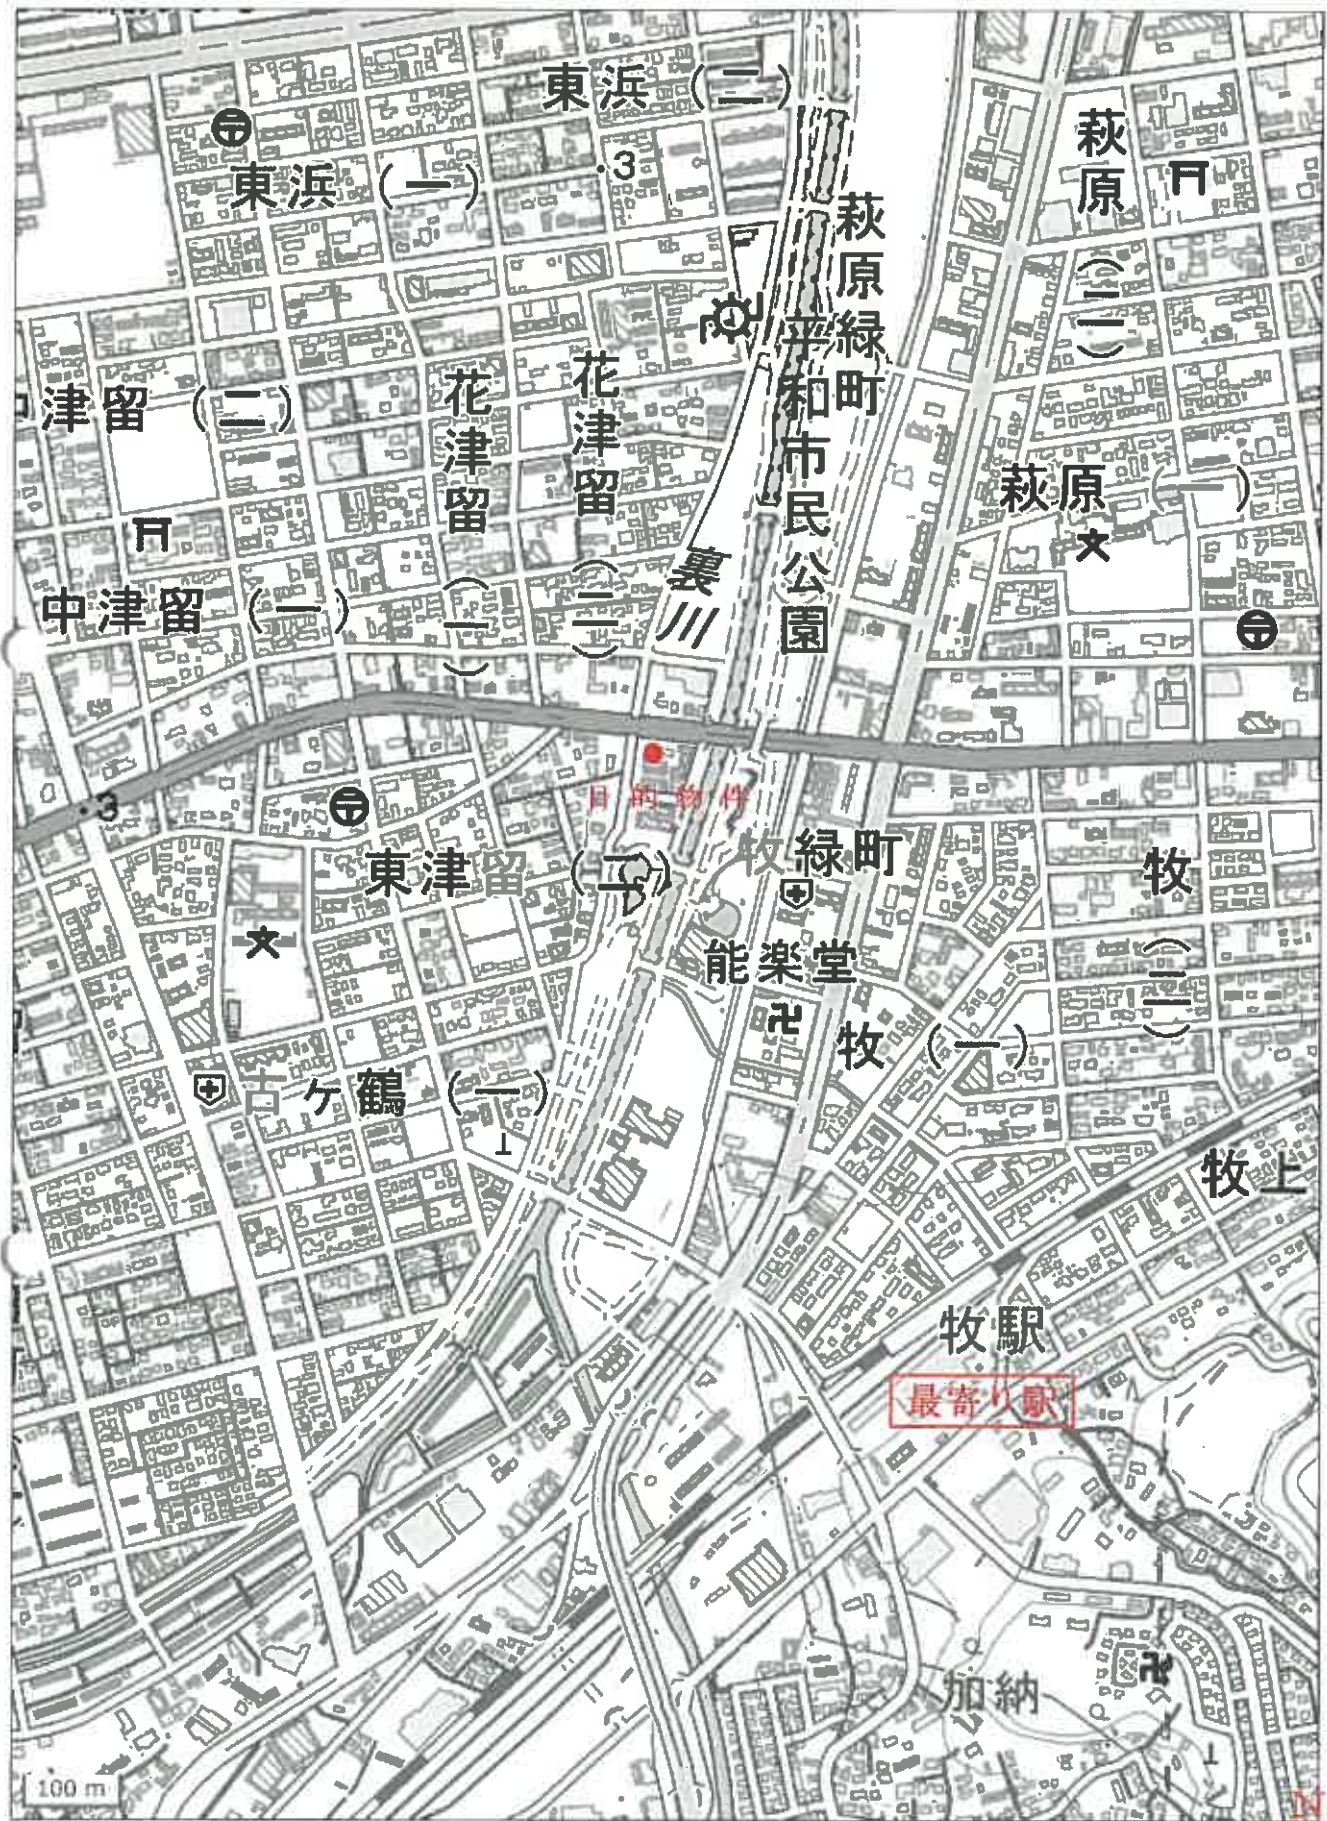 東浜(二)
東浜(一)
・3
萩原(二)
萩原緑町
平和市民公園
津留(二)
花津留(一)
花津留(二)
萩原(一)
裏川
中津留(一)
・3
目的物件
牧緑町
東津留(一)
牧(二)
能楽堂
牧(一)
古ヶ鶴(一)
牧上
牧駅
最寄り駅
加納
100 m
N